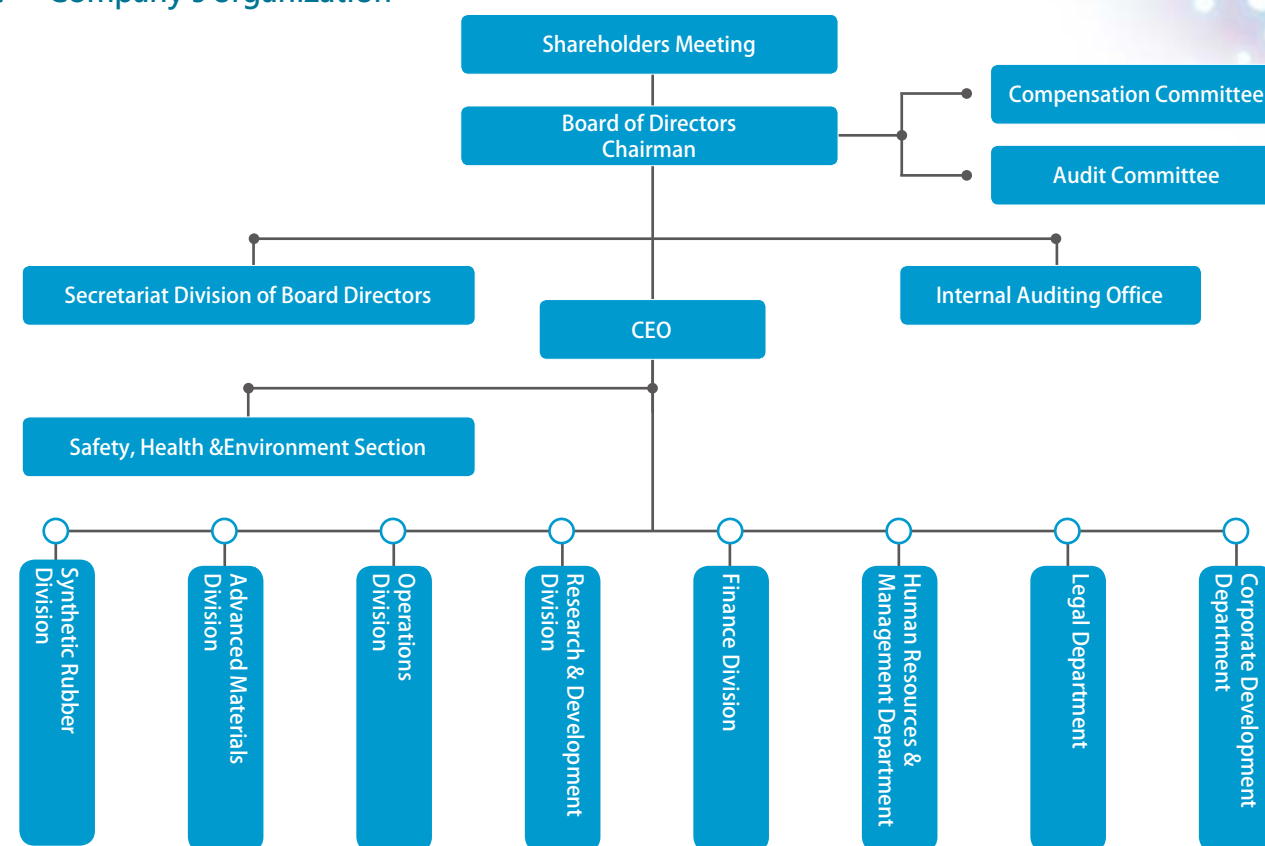 Company's organization
Shareholders Meeting
Board of Directors
Chairman
Compensation Committee
Audit Committee
Secretariat Division of Board Directors
Internal Auditing Office
CEO
Safety, Health &Environment Section
Synthetic Rubber
Division
Advanced Materials
Division
Operations
Division
Research & Development
Division
Finance Division
Human Resources &
Management Department
Legal Department
Corporate Development
Department